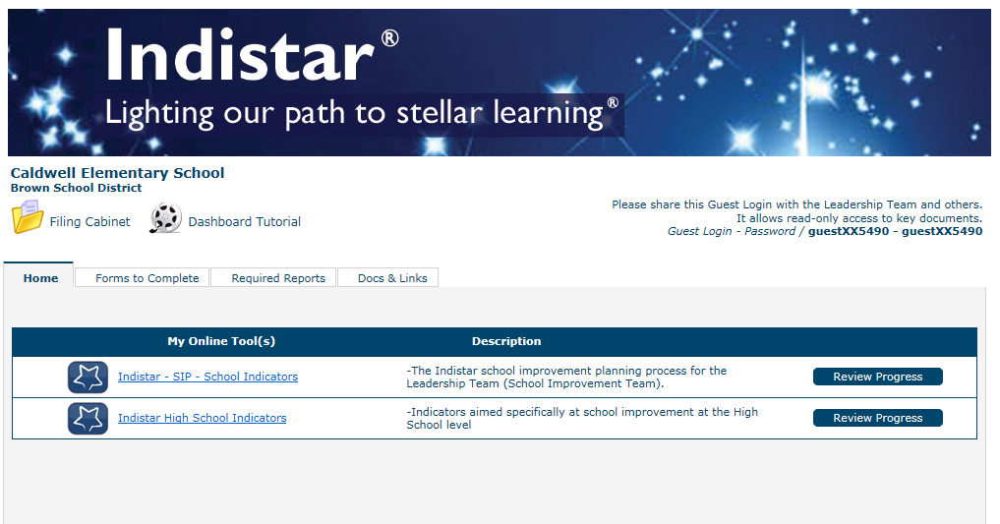 Indistar®
Lighting our path to stellar learning®
Caldwell Elementary School
Brown School District
Filing Cabinet
Dashboard Tutorial
Please share this Guest Login with the Leadership Team and others.
It allows read-only access to key documents.
Guest Login - Password / guestXX5490 - guestXX5490
Home
Forms to Complete
Required Reports
Docs & Links
My Online Tool(s)
Description
Indistar - SIP - School Indicators
-The Indistar school improvement planning process for the
Leadership Team (School Improvement Team).
Review Progress
Indistar High School Indicators
-Indicators aimed specifically at school improvement at the High
School level
Review Progress